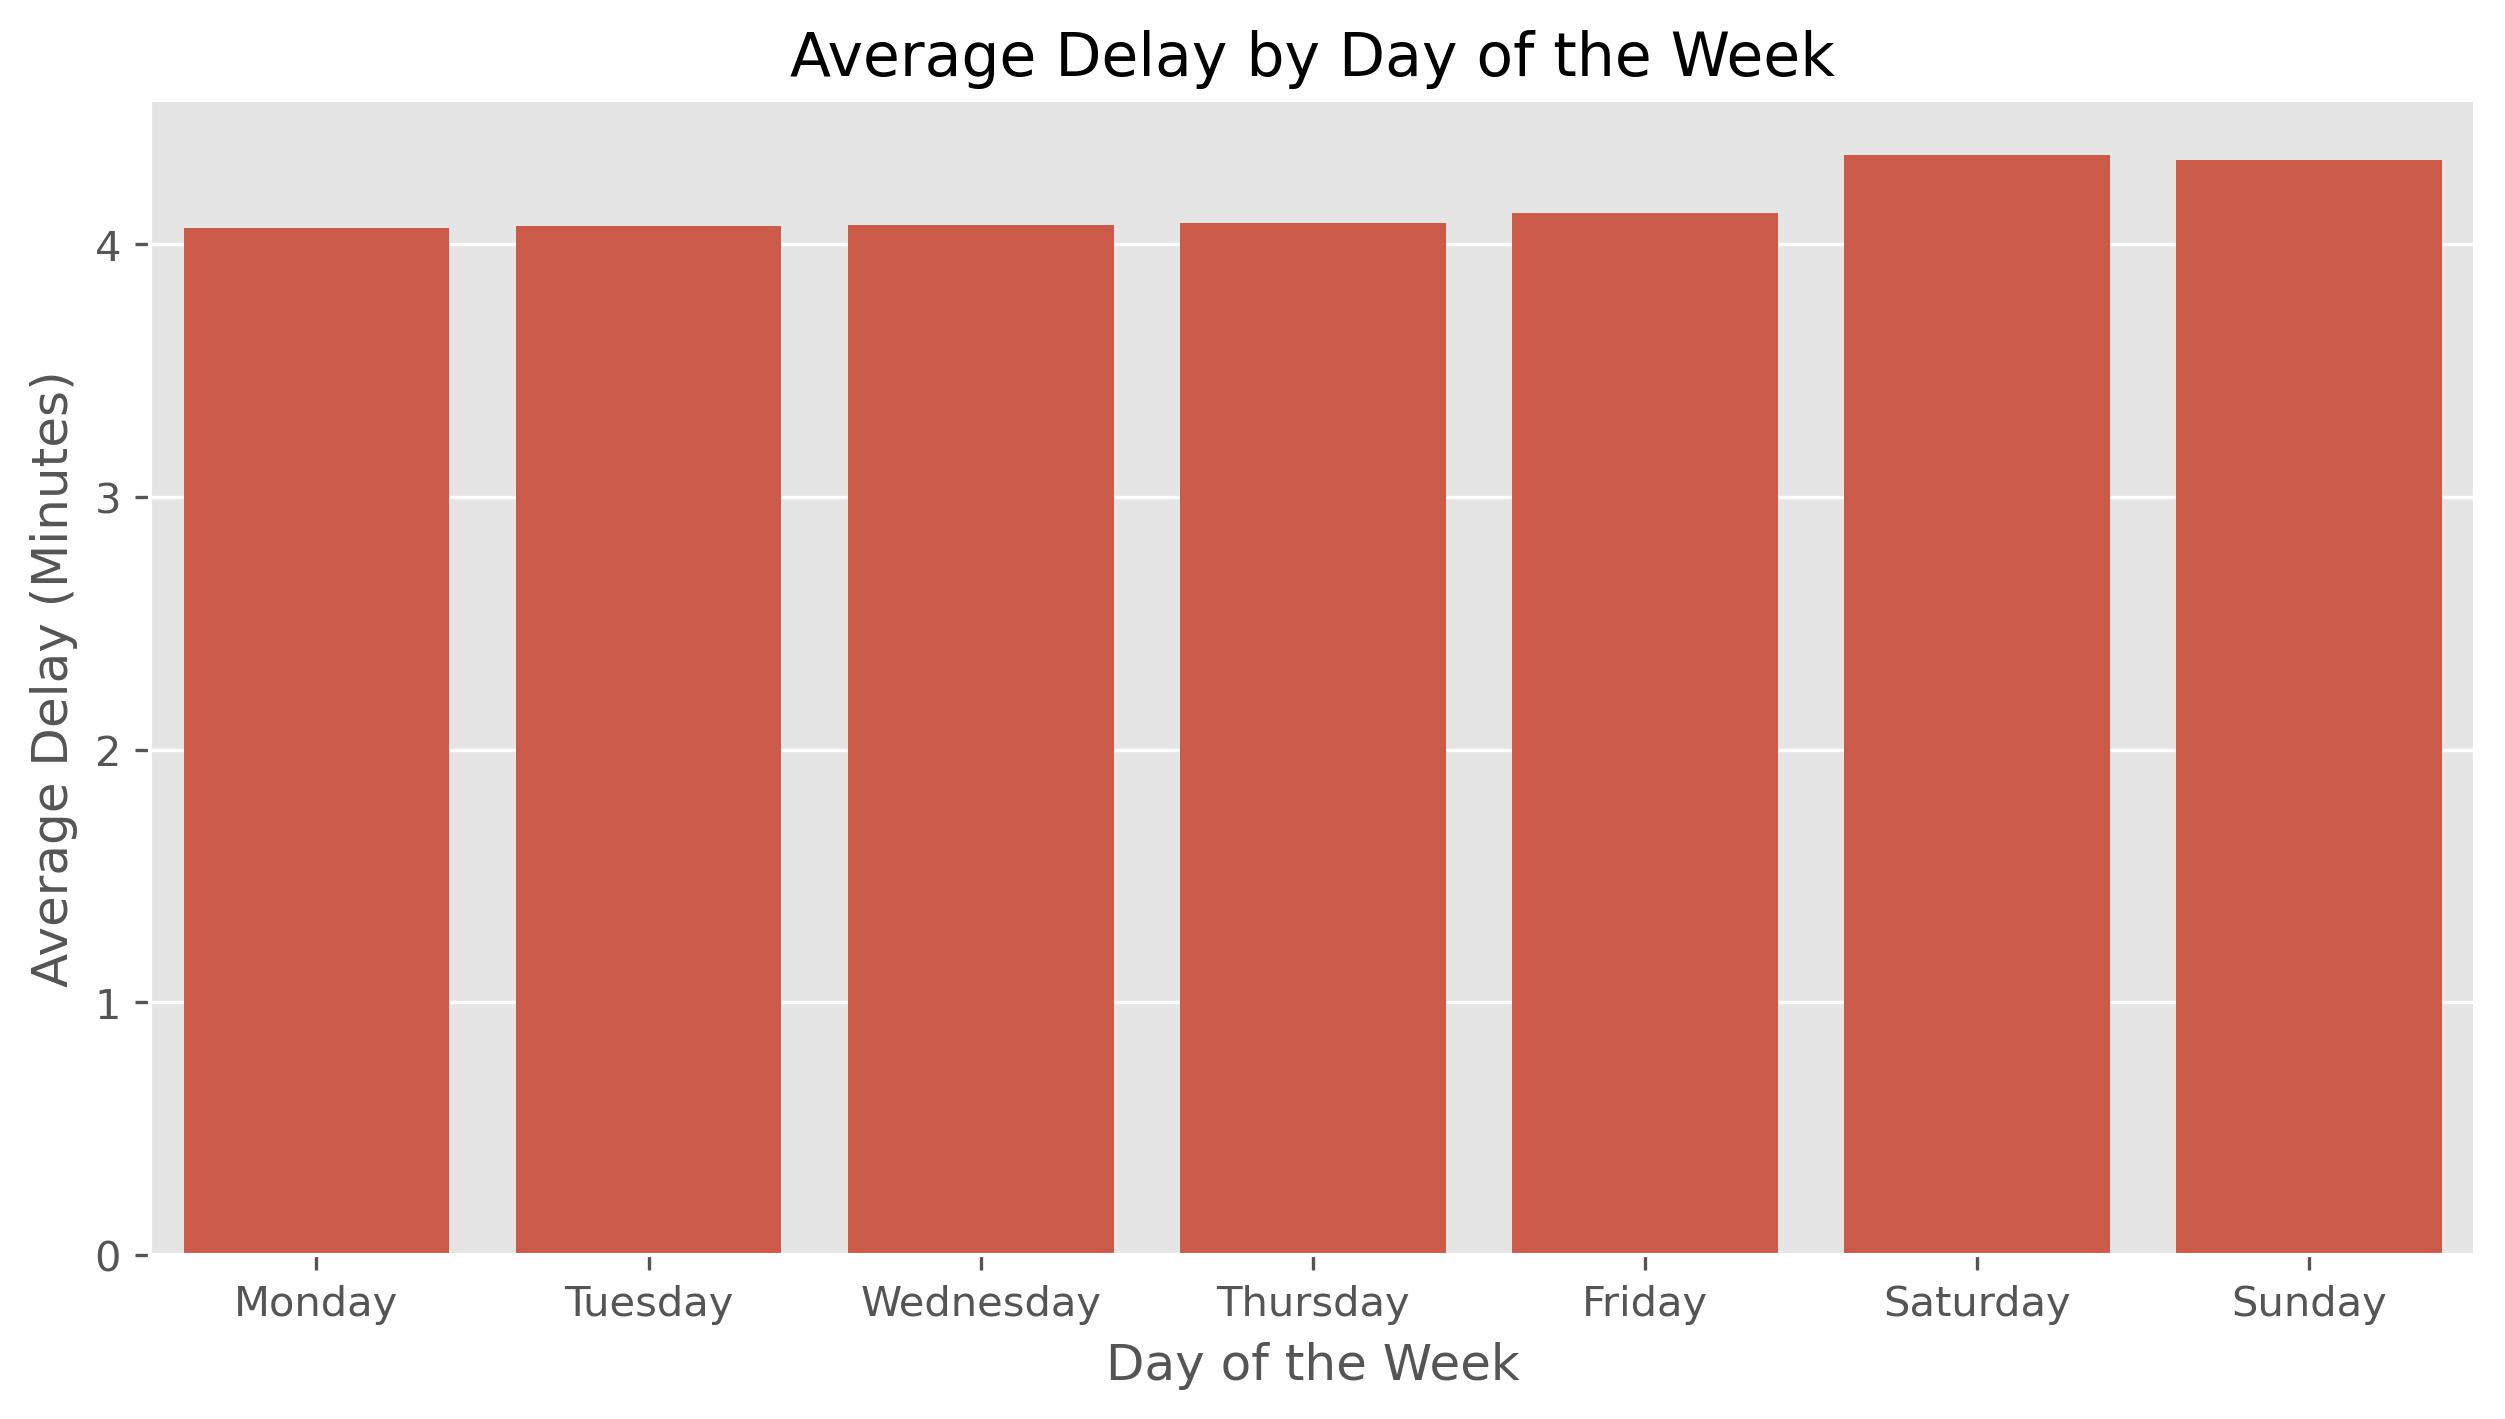 Average Delay by Day of the Week
Average Delay (Minutes)
4
3
2
1
0
Monday Tuesday Wednesday Thursday Friday Saturday Sunday
Day of the Week